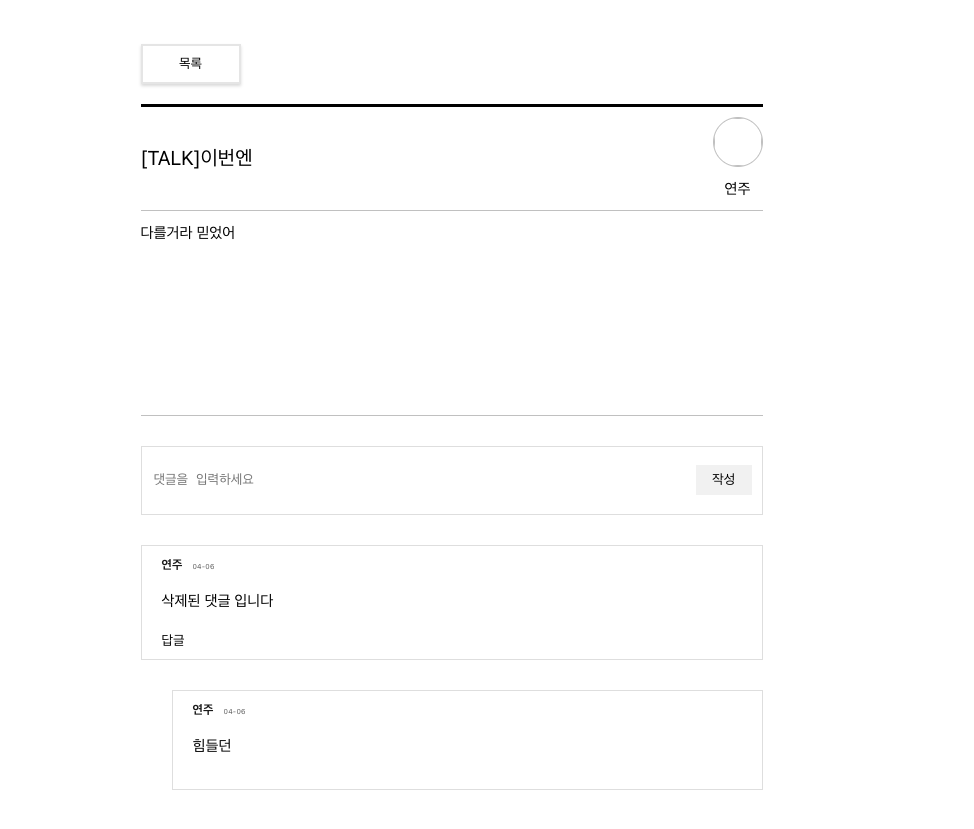 목록
[TALK]이번엔
연주
다를거라 믿었어
댓글을 입력하세요
작성
연주 04-06
삭제된 댓글 입니다
답글
연주 04-06
힘들던